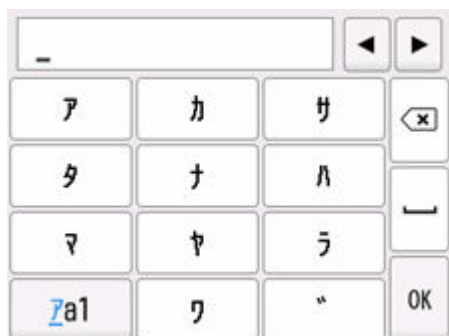 ｱ ｶ ｻ
ﾀ ﾅ ﾊ
ﾏ ﾔ ﾗ
ｱa1 ﾜ ﾞ OK